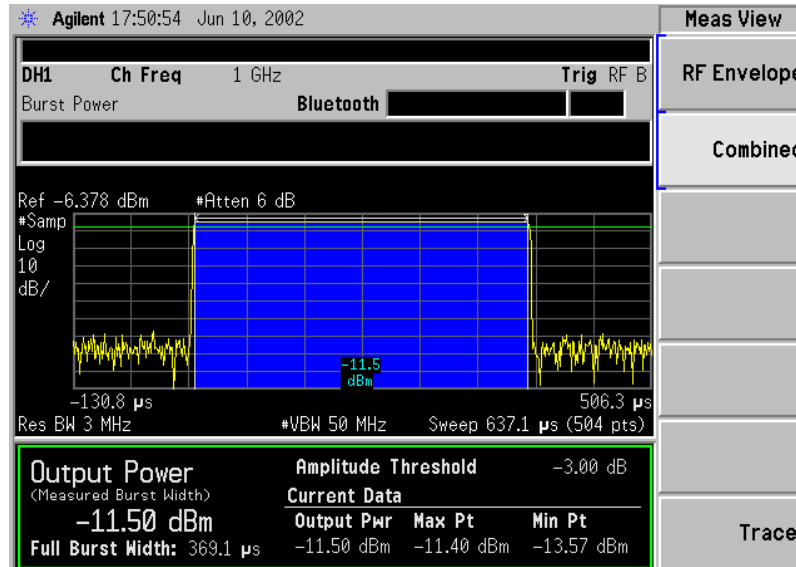 Agilent 17:50:54 Jun 10, 2002
Meas View
DH1 Ch Freq 1 GHz Trig RF B
Burst Power Bluetooth
RF Envelope
Combined
Ref -6.378 dBm #Atten 6 dB
#Samp
Log
10
dB/
-11.5
dBm
-130.8 µs 506.3 µs
Res BW 3 MHz #VBW 50 MHz Sweep 637.1 µs (504 pts)
Output Power
(Measured Burst Width)
-11.50 dBm
Full Burst Width: 369.1 µs
Amplitude Threshold -3.00 dB
Current Data
Output Pwr Max Pt Min Pt
-11.50 dBm -11.40 dBm -13.57 dBm
Trace